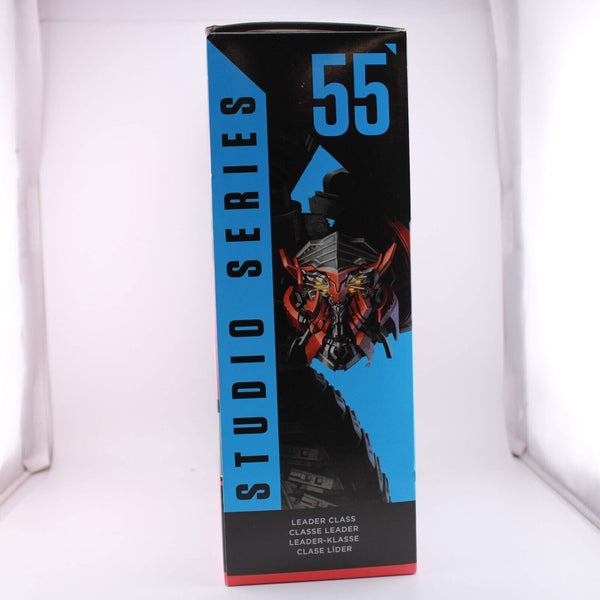 STUDIO SERIES
55
LEADER CLASS
CLASSE LEADER
LEADER-KLASSE
CLASE LÍDER